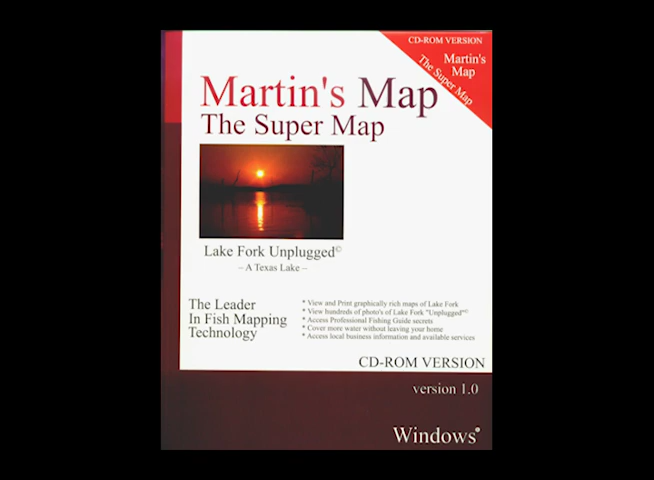 CD-ROM VERSION
Martin's
Map
The Super Map
Martin's Map
The Super Map
Lake Fork Unplugged©
– A Texas Lake –
The Leader
In Fish Mapping
Technology
* View and Print graphically rich maps of Lake Fork
* View hundreds of photo's of Lake Fork "Unplugged"©
* Access Professional Fishing Guide secrets
* Cover more water without leaving your home
* Access local business information and available services
CD-ROM VERSION
version 1.0
Windows®